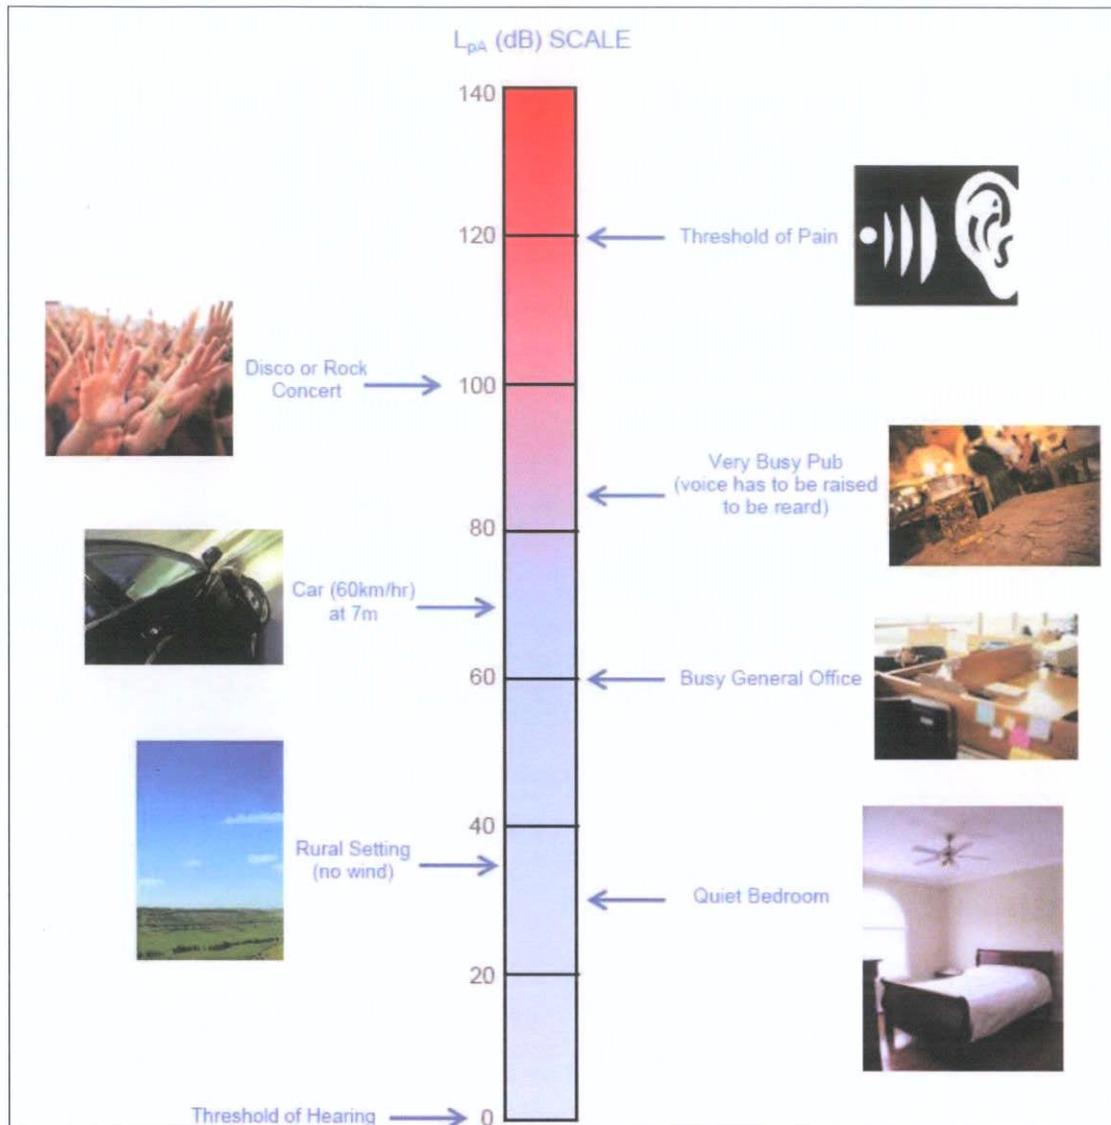 LpA (dB) SCALE
140
120
Threshold of Pain
Disco or Rock
Concert
100
Very Busy Pub
(voice has to be raised
to be reard)
80
Car (60km/hr)
at 7m
60
Busy General Office
40
Rural Setting
(no wind)
Quiet Bedroom
20
Threshold of Hearing
0